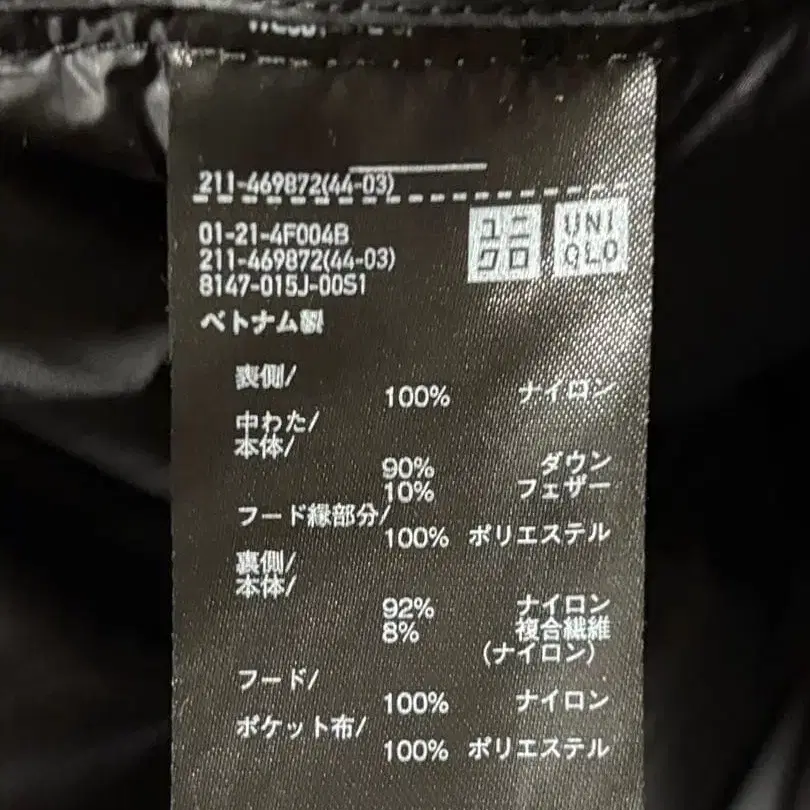 211-469872(44-03)
01-21-4F004B
211-469872(44-03)
8147-015J-00S1
ユニ
クロ
UNI
QLO
ベトナム製
表側/
100% ナイロン
中わた/
本体/
90% ダウン
10% フェザー
フード縁部分/
100% ポリエステル
裏側/
本体/
92% ナイロン
8% 複合繊維
(ナイロン)
フード/
100% ナイロン
ポケット布/
100% ポリエステル